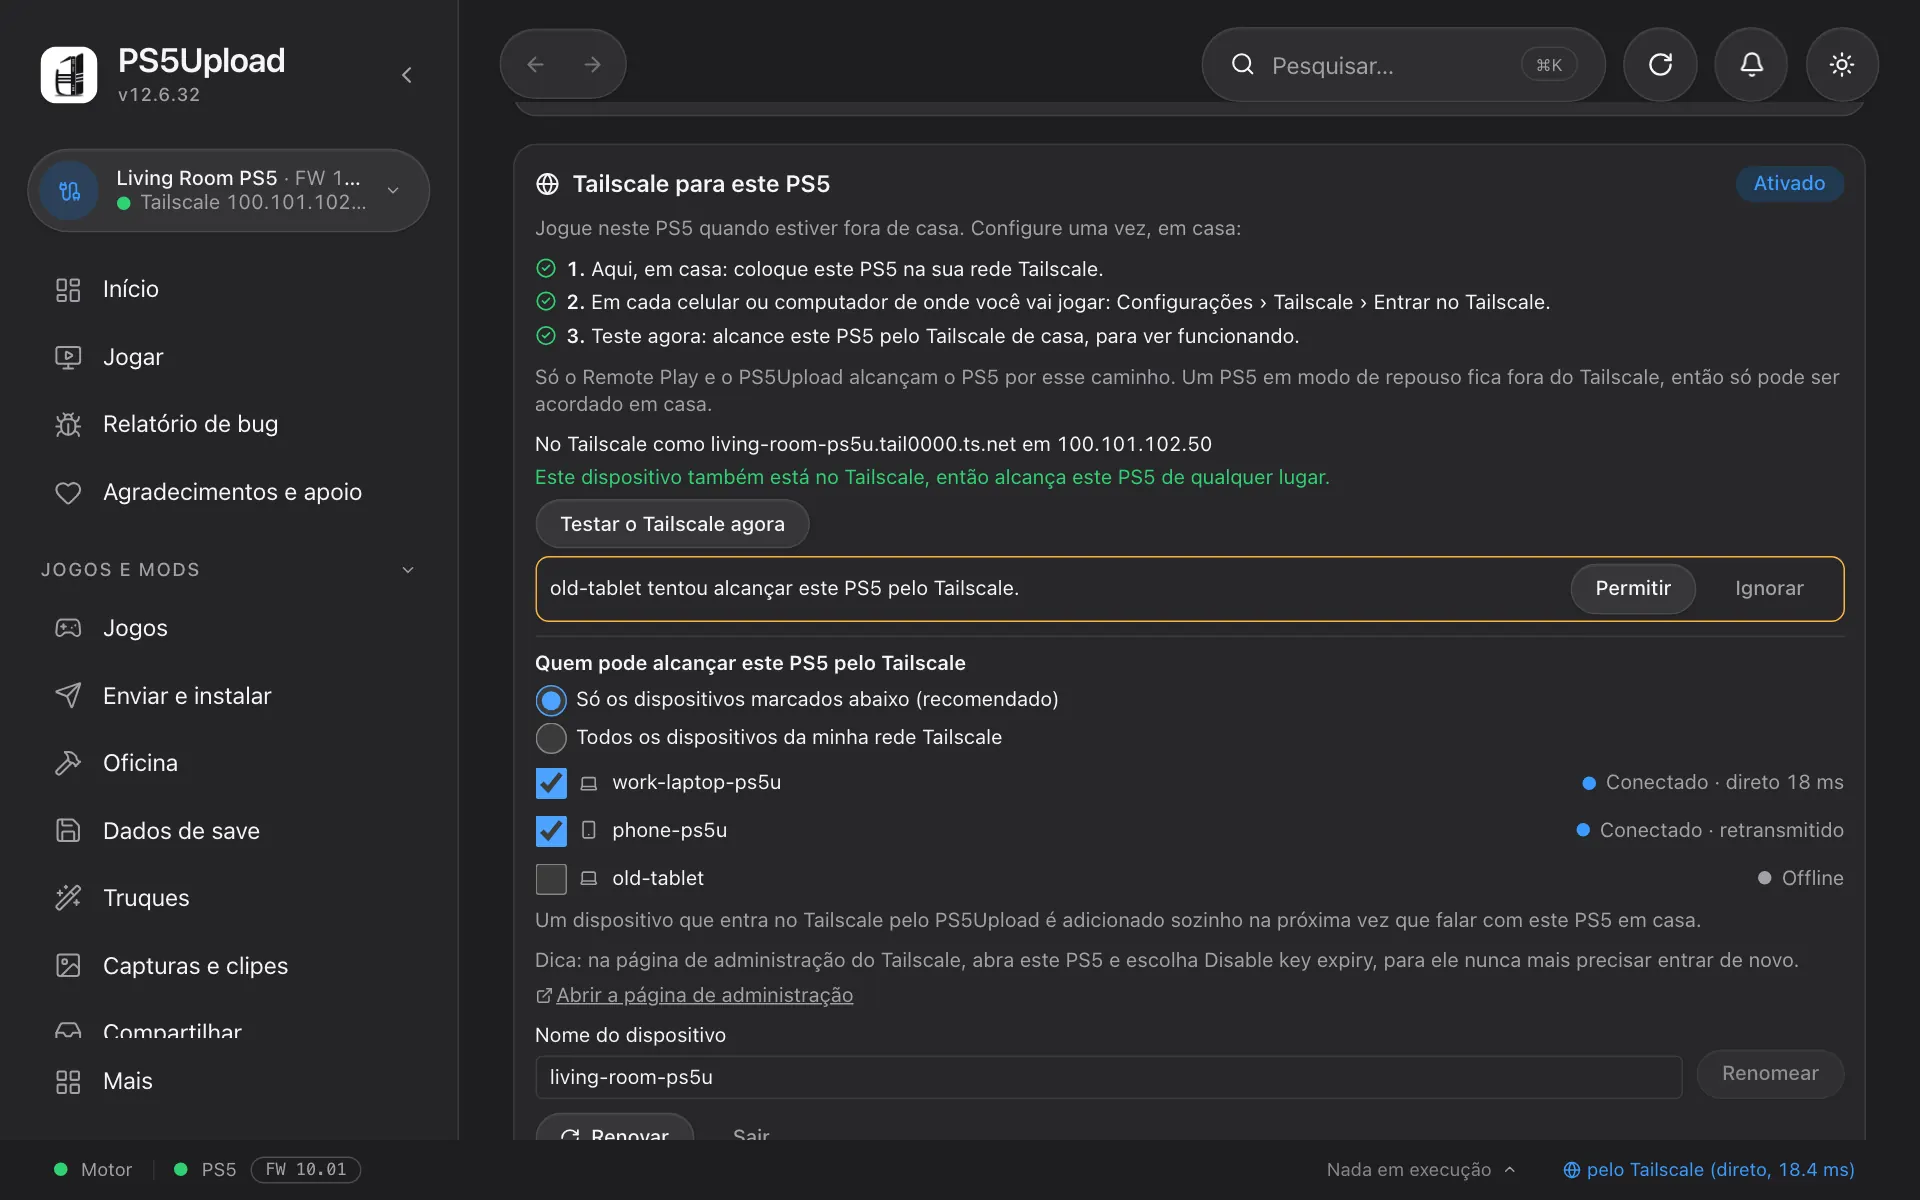 PS5Upload
v12.6.32
Living Room PS5 · FW 1...
Tailscale 100.101.102...
Início
Jogar
Relatório de bug
Agradecimentos e apoio
JOGOS E MODS
Jogos
Enviar e instalar
Oficina
Dados de save
Truques
Capturas e clipes
Compartilhar
Mais
Pesquisar...
⌘K
Tailscale para este PS5
Ativado
Jogue neste PS5 quando estiver fora de casa. Configure uma vez, em casa:
1. Aqui, em casa: coloque este PS5 na sua rede Tailscale.
2. Em cada celular ou computador de onde você vai jogar: Configurações › Tailscale › Entrar no Tailscale.
3. Teste agora: alcance este PS5 pelo Tailscale de casa, para ver funcionando.
Só o Remote Play e o PS5Upload alcançam o PS5 por esse caminho. Um PS5 em modo de repouso fica fora do Tailscale, então só pode ser
acordado em casa.
No Tailscale como living-room-ps5u.tail0000.ts.net em 100.101.102.50
Este dispositivo também está no Tailscale, então alcança este PS5 de qualquer lugar.
Testar o Tailscale agora
old-tablet tentou alcançar este PS5 pelo Tailscale.
Permitir
Ignorar
Quem pode alcançar este PS5 pelo Tailscale
Só os dispositivos marcados abaixo (recomendado)
Todos os dispositivos da minha rede Tailscale
work-laptop-ps5u
Conectado · direto 18 ms
phone-ps5u
Conectado · retransmitido
old-tablet
Offline
Um dispositivo que entra no Tailscale pelo PS5Upload é adicionado sozinho na próxima vez que falar com este PS5 em casa.
Dica: na página de administração do Tailscale, abra este PS5 e escolha Disable key expiry, para ele nunca mais precisar entrar de novo.
Abrir a página de administração
Nome do dispositivo
living-room-ps5u
Renomear
Renovar
Sair
Motor
PS5
FW 10.01
Nada em execução
pelo Tailscale (direto, 18.4 ms)